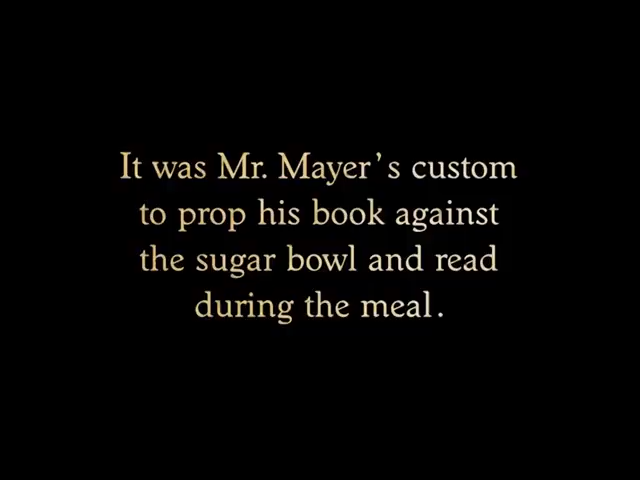 It was Mr. Mayer's custom
to prop his book against
the sugar bowl and read
during the meal.